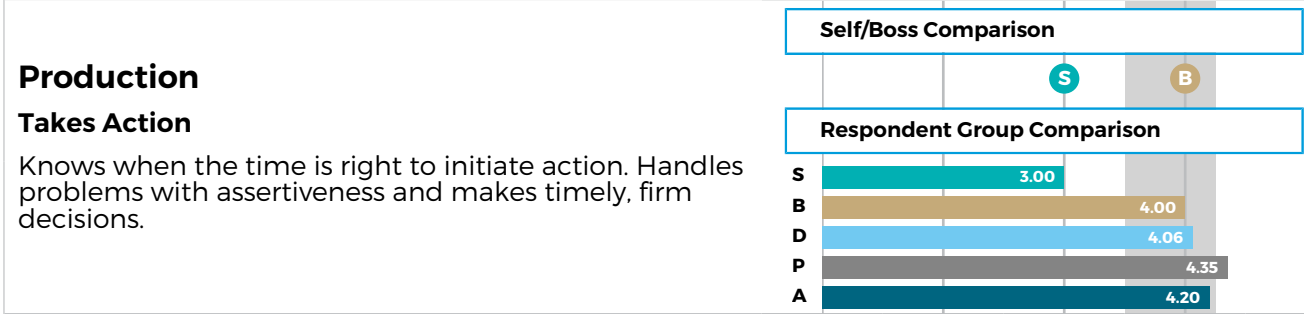 Production
Takes Action
Knows when the time is right to initiate action. Handles
problems with assertiveness and makes timely, firm
decisions.
Self/Boss Comparison
S B
Respondent Group Comparison
S 3.00
B 4.00
D 4.06
P 4.35
A 4.20